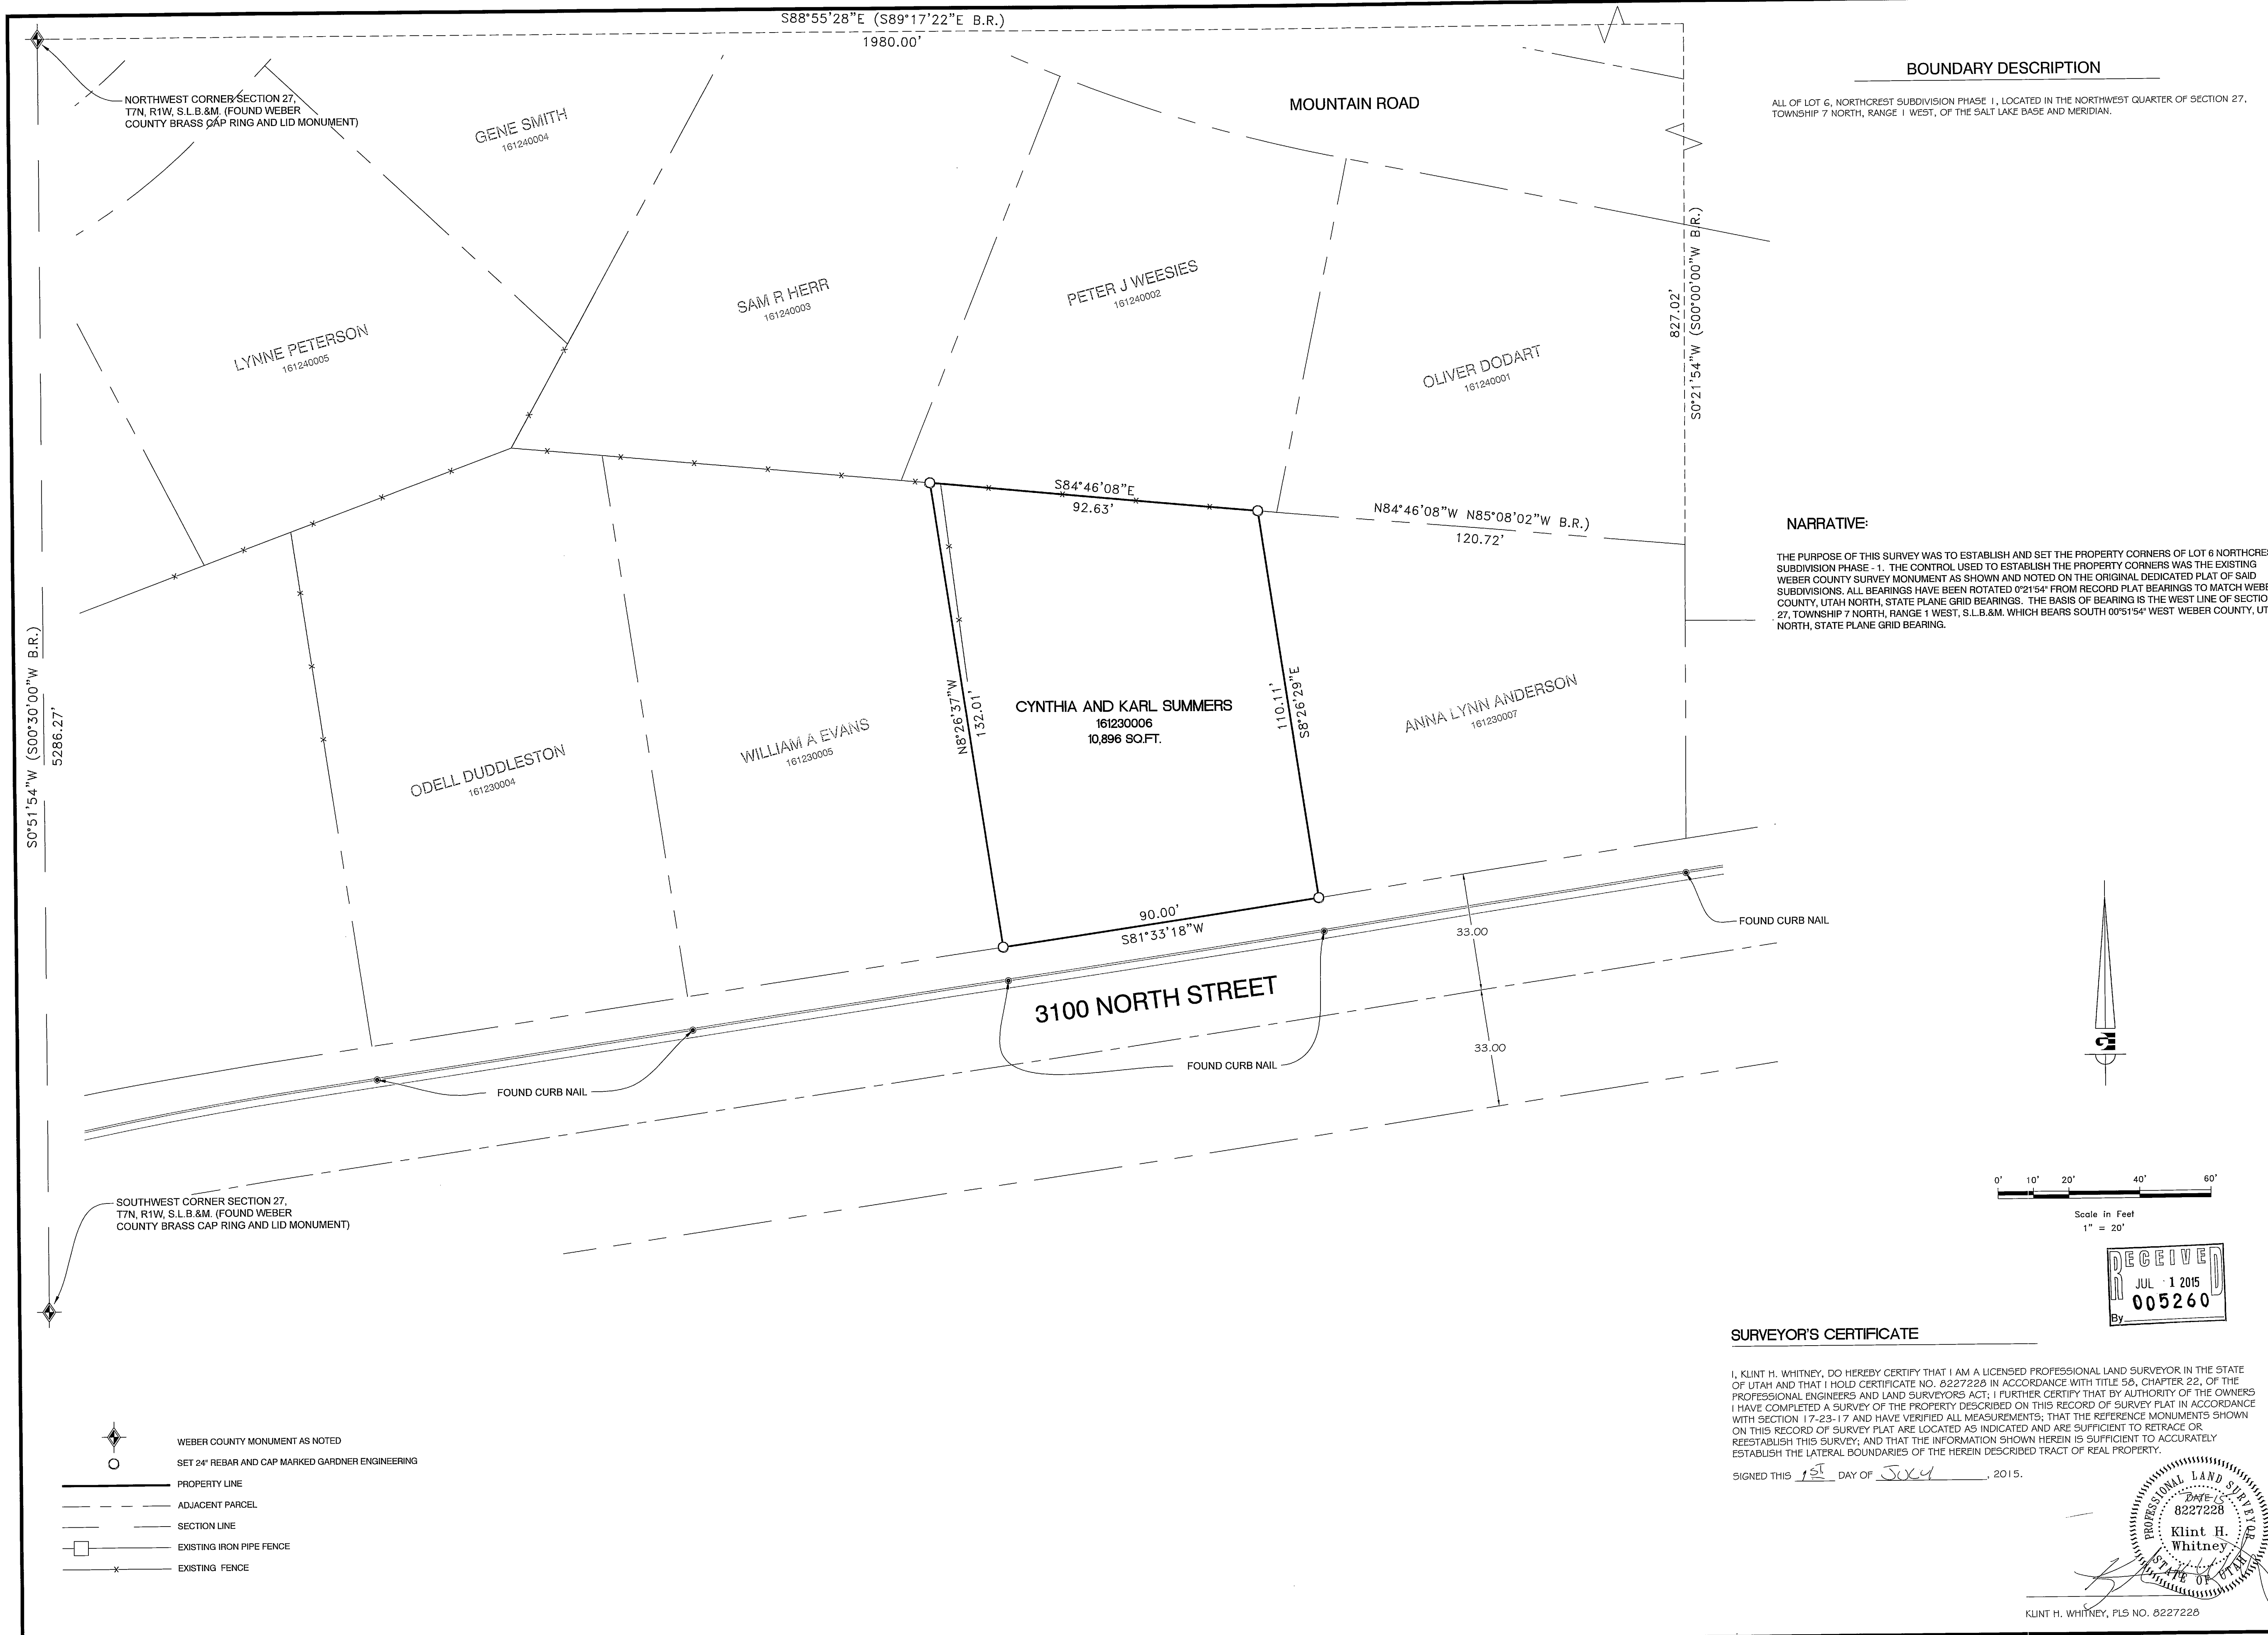 S88°55'28"E (S89°17'22"E B.R.)
1980.00'
NORTHWEST CORNER SECTION 27,
T7N, R1W, S.L.B.&M. (FOUND WEBER
COUNTY BRASS CAP RING AND LID MONUMENT)
GENE SMITH
161240004
MOUNTAIN ROAD
BOUNDARY DESCRIPTION
ALL OF LOT 6, NORTHCREST SUBDIVISION PHASE 1, LOCATED IN THE NORTHWEST QUARTER OF SECTION 27,
TOWNSHIP 7 NORTH, RANGE 1 WEST, OF THE SALT LAKE BASE AND MERIDIAN.
LYNNE PETERSON
161240005
SAM R HERR
161240003
PETER J WEESIES
161240002
OLIVER DODART
161240001
827.02'
S0°21'54"W (S00°00'00"W B.R.)
S84°46'08"E
92.63'
N84°46'08"W N85°08'02"W B.R.)
120.72'
NARRATIVE:
THE PURPOSE OF THIS SURVEY WAS TO ESTABLISH AND SET THE PROPERTY CORNERS OF LOT 6 NORTHCRES
SUBDIVISION PHASE - 1. THE CONTROL USED TO ESTABLISH THE PROPERTY CORNERS WAS THE EXISTING
WEBER COUNTY SURVEY MONUMENT AS SHOWN AND NOTED ON THE ORIGINAL DEDICATED PLAT OF SAID
SUBDIVISIONS. ALL BEARINGS HAVE BEEN ROTATED 0°21'54" FROM RECORD PLAT BEARINGS TO MATCH WEBE
COUNTY, UTAH NORTH, STATE PLANE GRID BEARINGS. THE BASIS OF BEARING IS THE WEST LINE OF SECTIO
27, TOWNSHIP 7 NORTH, RANGE 1 WEST, S.L.B.&M. WHICH BEARS SOUTH 00°51'54" WEST WEBER COUNTY, UT
NORTH, STATE PLANE GRID BEARING.
S0°51'54"W (S00°30'00"W B.R.)
5286.27'
ODELL DUDDLESTON
161230004
WILLIAM A EVANS
161230005
N8°26'37"W
132.01'
CYNTHIA AND KARL SUMMERS
161230006
10,896 SQ.FT.
110.11'
S8°26'29"E
ANNA LYNN ANDERSON
161230007
90.00'
S81°33'18"W
33.00
FOUND CURB NAIL
3100 NORTH STREET
33.00
FOUND CURB NAIL
FOUND CURB NAIL
G
SOUTHWEST CORNER SECTION 27,
T7N, R1W, S.L.B.&M. (FOUND WEBER
COUNTY BRASS CAP RING AND LID MONUMENT)
0' 10' 20' 40' 60'
Scale in Feet
1" = 20'
RECEIVED
JUL 1 2015
005260
By
SURVEYOR'S CERTIFICATE
I, KLINT H. WHITNEY, DO HEREBY CERTIFY THAT I AM A LICENSED PROFESSIONAL LAND SURVEYOR IN THE STATE
OF UTAH AND THAT I HOLD CERTIFICATE NO. 8227228 IN ACCORDANCE WITH TITLE 58, CHAPTER 22, OF THE
PROFESSIONAL ENGINEERS AND LAND SURVEYORS ACT; I FURTHER CERTIFY THAT BY AUTHORITY OF THE OWNERS
I HAVE COMPLETED A SURVEY OF THE PROPERTY DESCRIBED ON THIS RECORD OF SURVEY PLAT IN ACCORDANCE
WITH SECTION 17-23-17 AND HAVE VERIFIED ALL MEASUREMENTS; THAT THE REFERENCE MONUMENTS SHOWN
ON THIS RECORD OF SURVEY PLAT ARE LOCATED AS INDICATED AND ARE SUFFICIENT TO RETRACE OR
REESTABLISH THIS SURVEY; AND THAT THE INFORMATION SHOWN HEREIN IS SUFFICIENT TO ACCURATELY
ESTABLISH THE LATERAL BOUNDARIES OF THE HEREIN DESCRIBED TRACT OF REAL PROPERTY.
SIGNED THIS 1ST DAY OF JULY, 2015.
PROFESSIONAL LAND SURVEYOR
DATE
8227228
Klint H.
Whitney
STATE OF UTAH
KLINT H. WHITNEY, PLS NO. 8227228
WEBER COUNTY MONUMENT AS NOTED
SET 24" REBAR AND CAP MARKED GARDNER ENGINEERING
PROPERTY LINE
ADJACENT PARCEL
SECTION LINE
EXISTING IRON PIPE FENCE
EXISTING FENCE